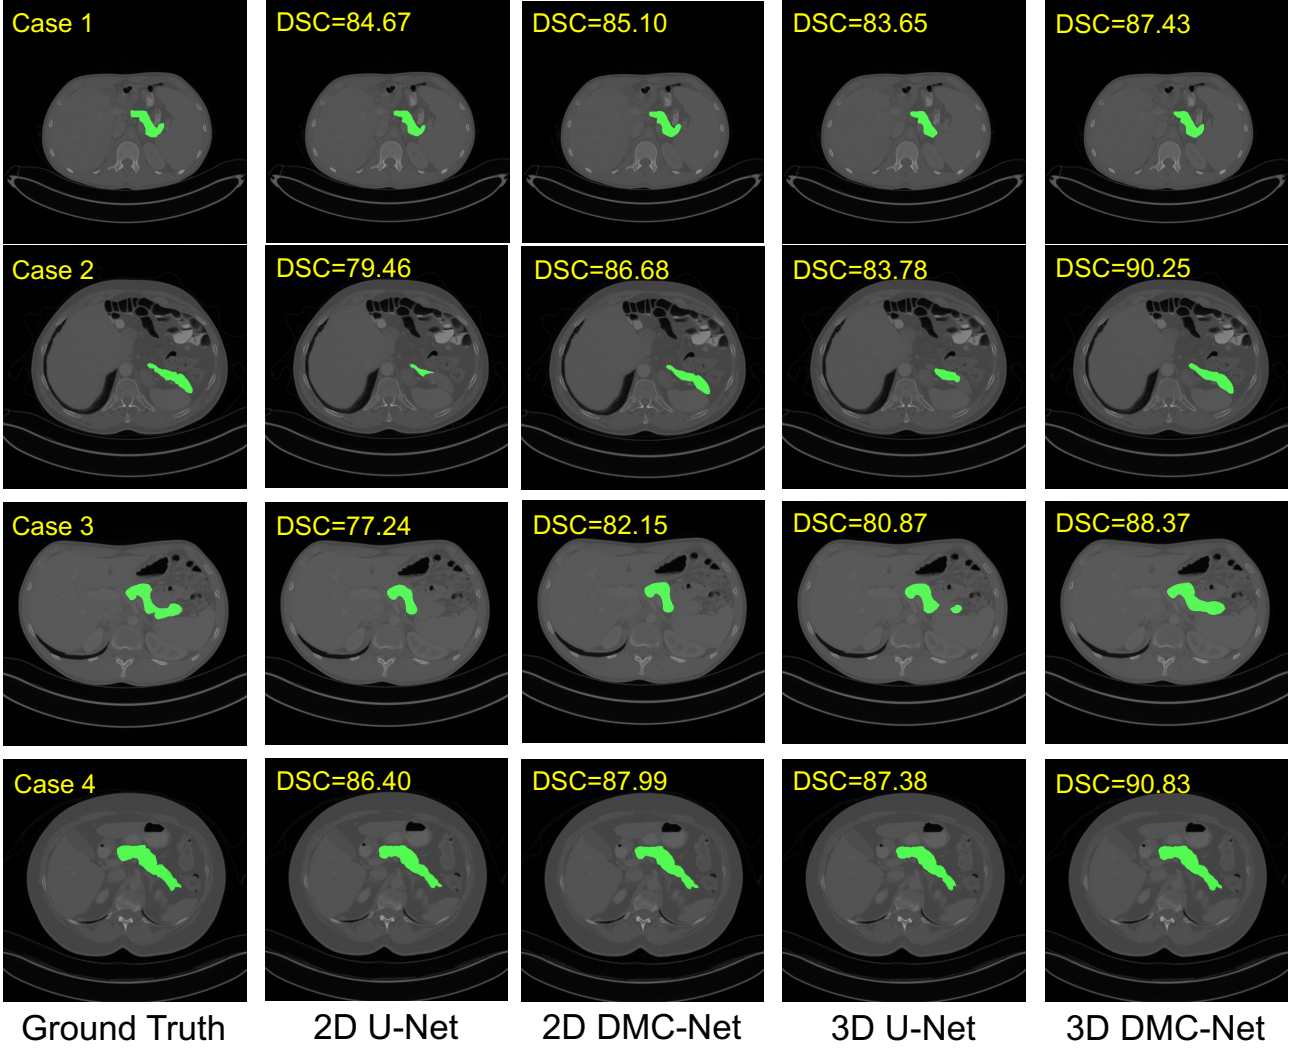 Case 1
DSC=84.67
DSC=85.10
DSC=83.65
DSC=87.43
Case 2
DSC=79.46
DSC=86.68
DSC=83.78
DSC=90.25
Case 3
DSC=77.24
DSC=82.15
DSC=80.87
DSC=88.37
Case 4
DSC=86.40
DSC=87.99
DSC=87.38
DSC=90.83
Ground Truth
2D U-Net
2D DMC-Net
3D U-Net
3D DMC-Net